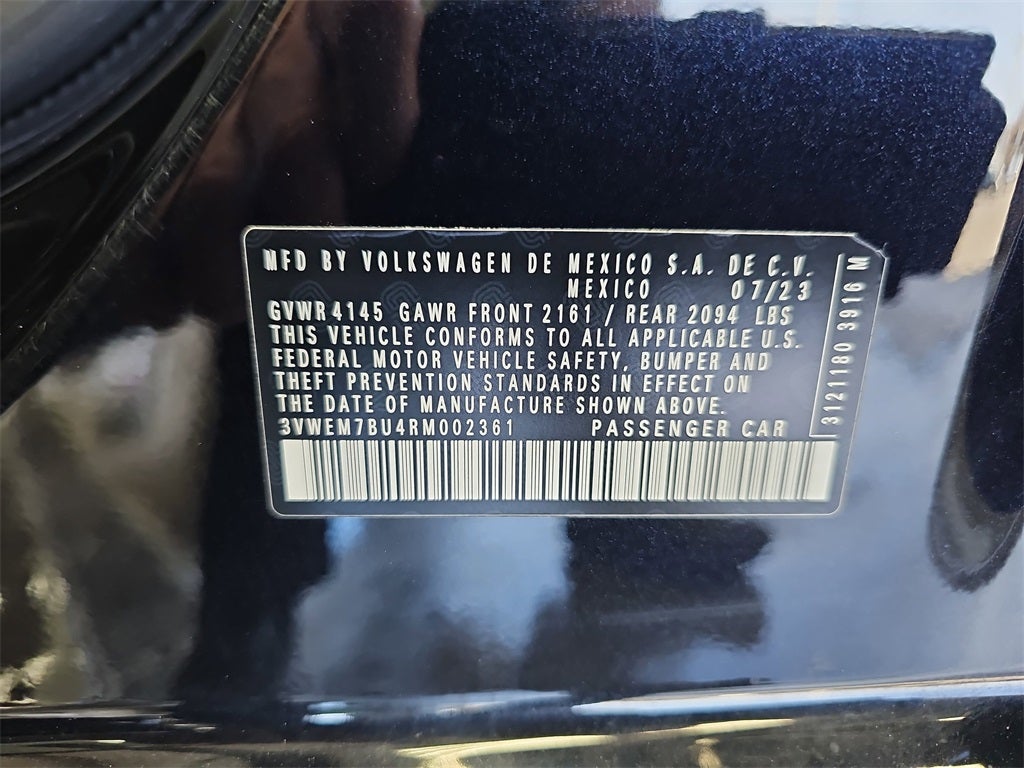 MFD BY VOLKSWAGEN DE MEXICO S.A. DE C.V.
MEXICO 07/23
GVWR 4145 GAWR FRONT 2161 / REAR 2094 LBS
THIS VEHICLE CONFORMS TO ALL APPLICABLE U.S.
FEDERAL MOTOR VEHICLE SAFETY, BUMPER AND
THEFT PREVENTION STANDARDS IN EFFECT ON
THE DATE OF MANUFACTURE SHOWN ABOVE.
3VWEM7BU4RM002361 PASSENGER CAR
3121180 3916 M